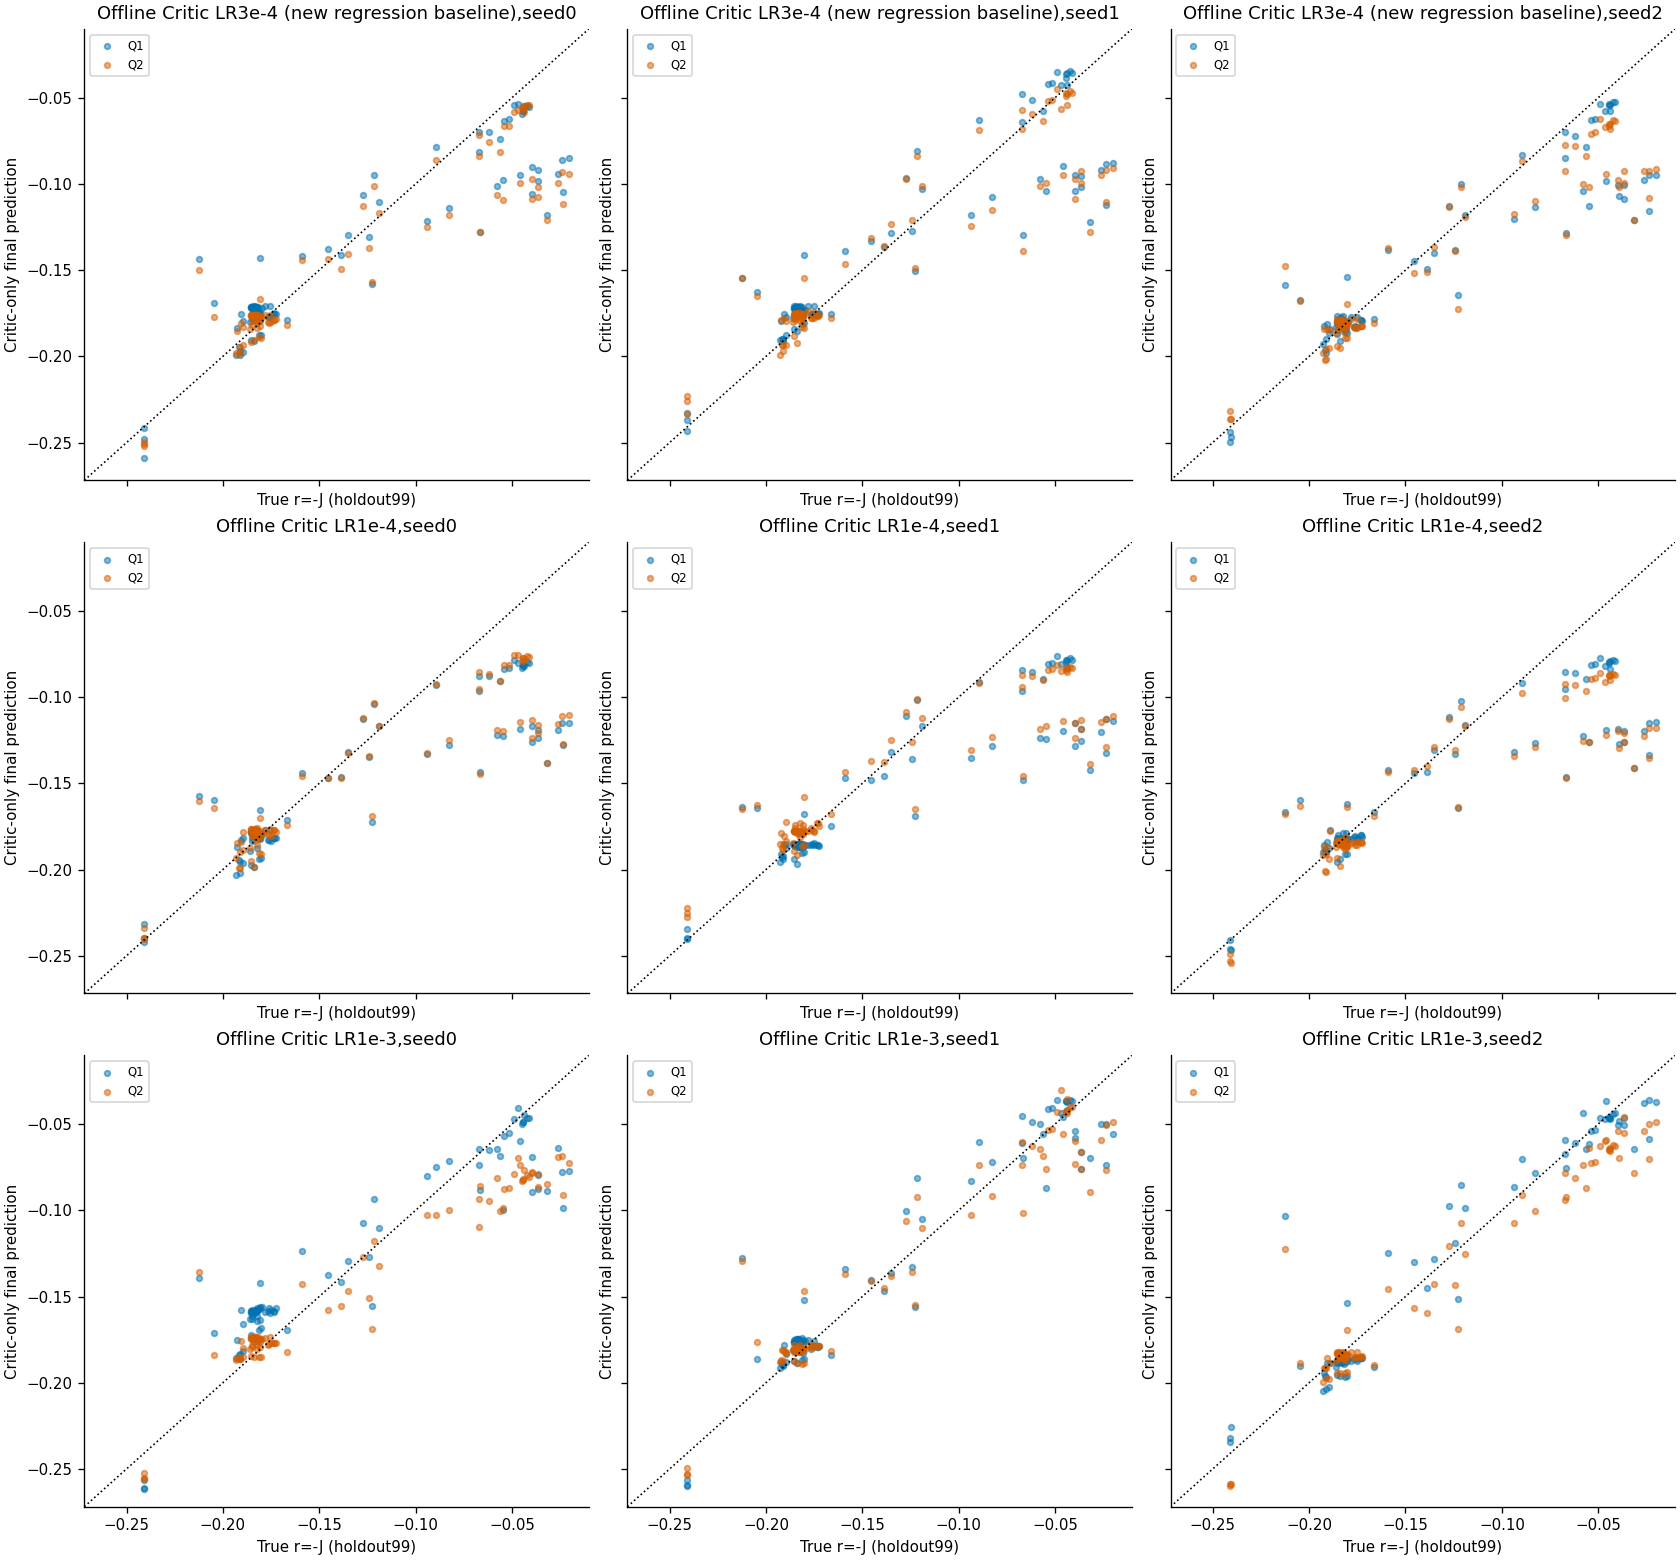 Offline Critic LR3e-4 (new regression baseline),seed0
Offline Critic LR3e-4 (new regression baseline),seed1
Offline Critic LR3e-4 (new regression baseline),seed2
Q1
Q2
Q1
Q2
Q1
Q2
−0.05
−0.10
−0.15
−0.20
−0.25
Critic-only final prediction
Critic-only final prediction
Critic-only final prediction
True r=-J (holdout99)
True r=-J (holdout99)
True r=-J (holdout99)
Offline Critic LR1e-4,seed0
Offline Critic LR1e-4,seed1
Offline Critic LR1e-4,seed2
Q1
Q2
Q1
Q2
Q1
Q2
−0.05
−0.10
−0.15
−0.20
−0.25
Critic-only final prediction
Critic-only final prediction
Critic-only final prediction
True r=-J (holdout99)
True r=-J (holdout99)
True r=-J (holdout99)
Offline Critic LR1e-3,seed0
Offline Critic LR1e-3,seed1
Offline Critic LR1e-3,seed2
Q1
Q2
Q1
Q2
Q1
Q2
−0.05
−0.10
−0.15
−0.20
−0.25
Critic-only final prediction
Critic-only final prediction
Critic-only final prediction
−0.25 −0.20 −0.15 −0.10 −0.05
−0.25 −0.20 −0.15 −0.10 −0.05
−0.25 −0.20 −0.15 −0.10 −0.05
True r=-J (holdout99)
True r=-J (holdout99)
True r=-J (holdout99)